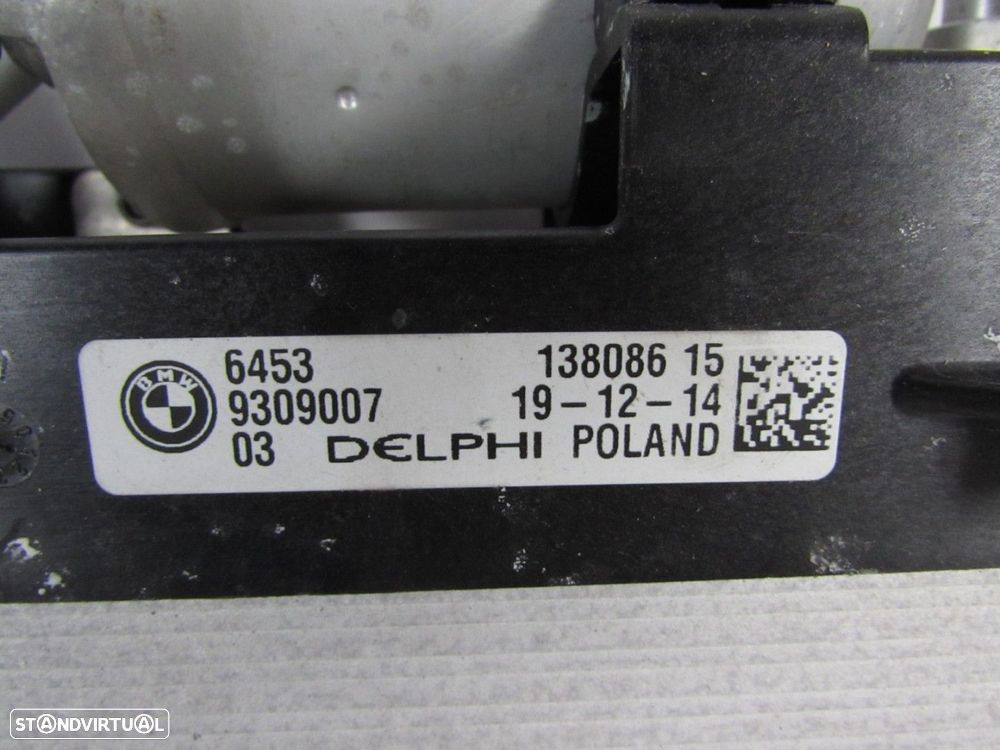 BMW
6453 138086 15
9309007 19-12-14
03 DELPHI POLAND
STANDVIRTUAL